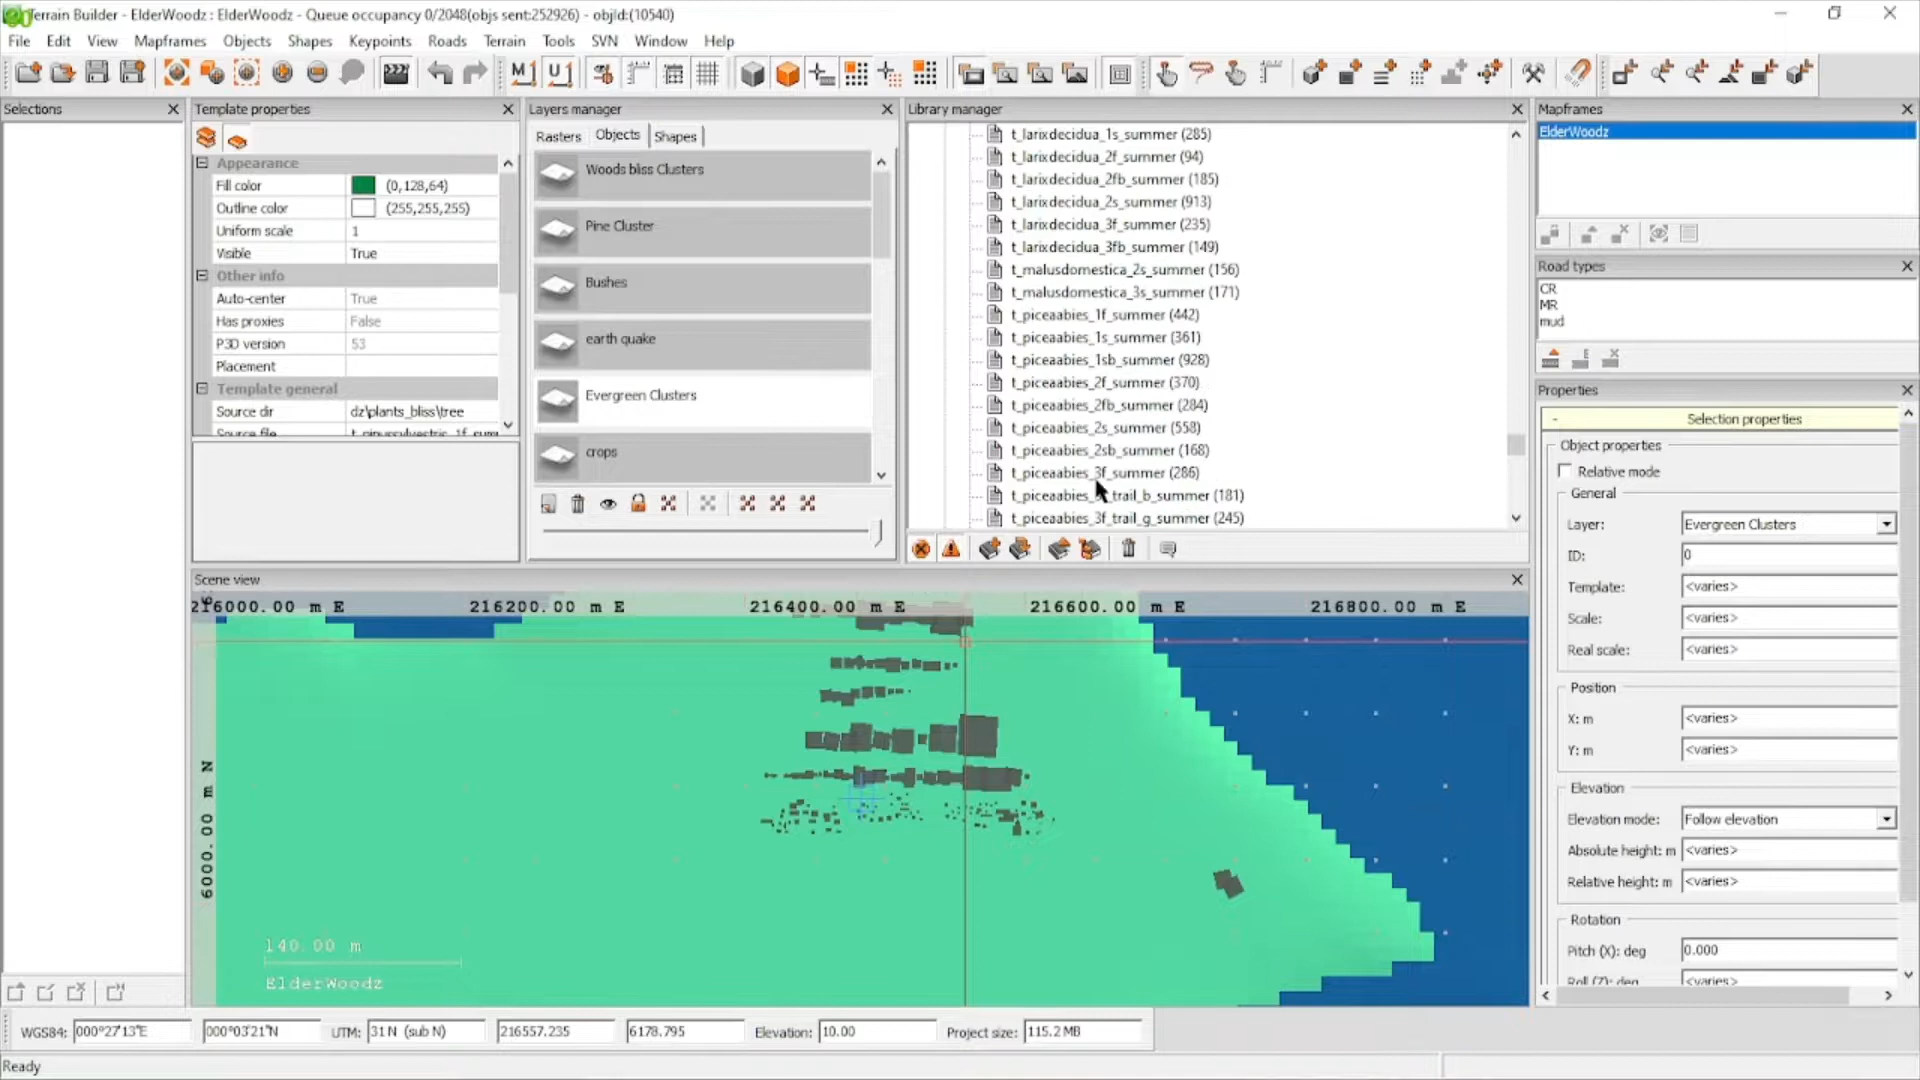 Terrain Builder - ElderWoodz : ElderWoodz - Queue occupancy 0/2048(objs sent:252926) - objId:(10540)
File Edit View Mapframes Objects Shapes Keypoints Roads Terrain Tools SVN Window Help
Selections
Template properties
Appearance
Fill color (0,128,64)
Outline color (255,255,255)
Uniform scale 1
Visible True
Other info
Auto-center True
Has proxies False
P3D version 53
Placement
Template general
Source dir dz\plants_bliss\tree
Source file t_pinussylvestris_1f_summ
Layers manager
Rasters Objects Shapes
Woods bliss Clusters
Pine Cluster
Bushes
earth quake
Evergreen Clusters
crops
Library manager
t_larixdecidua_1s_summer (285)
t_larixdecidua_2f_summer (94)
t_larixdecidua_2fb_summer (185)
t_larixdecidua_2s_summer (913)
t_larixdecidua_3f_summer (235)
t_larixdecidua_3fb_summer (149)
t_malusdomestica_2s_summer (156)
t_malusdomestica_3s_summer (171)
t_piceaabies_1f_summer (442)
t_piceaabies_1s_summer (361)
t_piceaabies_1sb_summer (928)
t_piceaabies_2f_summer (370)
t_piceaabies_2fb_summer (284)
t_piceaabies_2s_summer (558)
t_piceaabies_2sb_summer (168)
t_piceaabies_3f_summer (286)
trail_b_summer (181)
t_piceaabies_3f_trail_g_summer (245)
Mapframes
ElderWoodz
Road types
CR
MR
mud
Properties
- Selection properties
Object properties
Relative mode
General
Layer: Evergreen Clusters
ID: 0
Template: <varies>
Scale: <varies>
Real scale: <varies>
Position
X: m <varies>
Y: m <varies>
Elevation
Elevation mode: Follow elevation
Absolute height: m <varies>
Relative height: m <varies>
Rotation
Pitch (X): deg 0.000
Roll (Z): deg <varies>
Scene view
216000.00 m E 216200.00 m E 216400.00 m E 216600.00 m E 216800.00 m E
6000.00 m N
140.00 m
ElderWoodz
WGS84: 000°27'13"E 000°03'21"N UTM: 31 N (sub N) 216557.235 6178.795 Elevation: 10.00 Project size: 115.2 MB
Ready